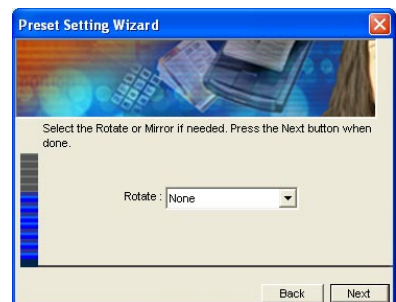 Preset Setting Wizard
Select the Rotate or Mirror if needed. Press the Next button when
done.
Rotate : None
Back Next